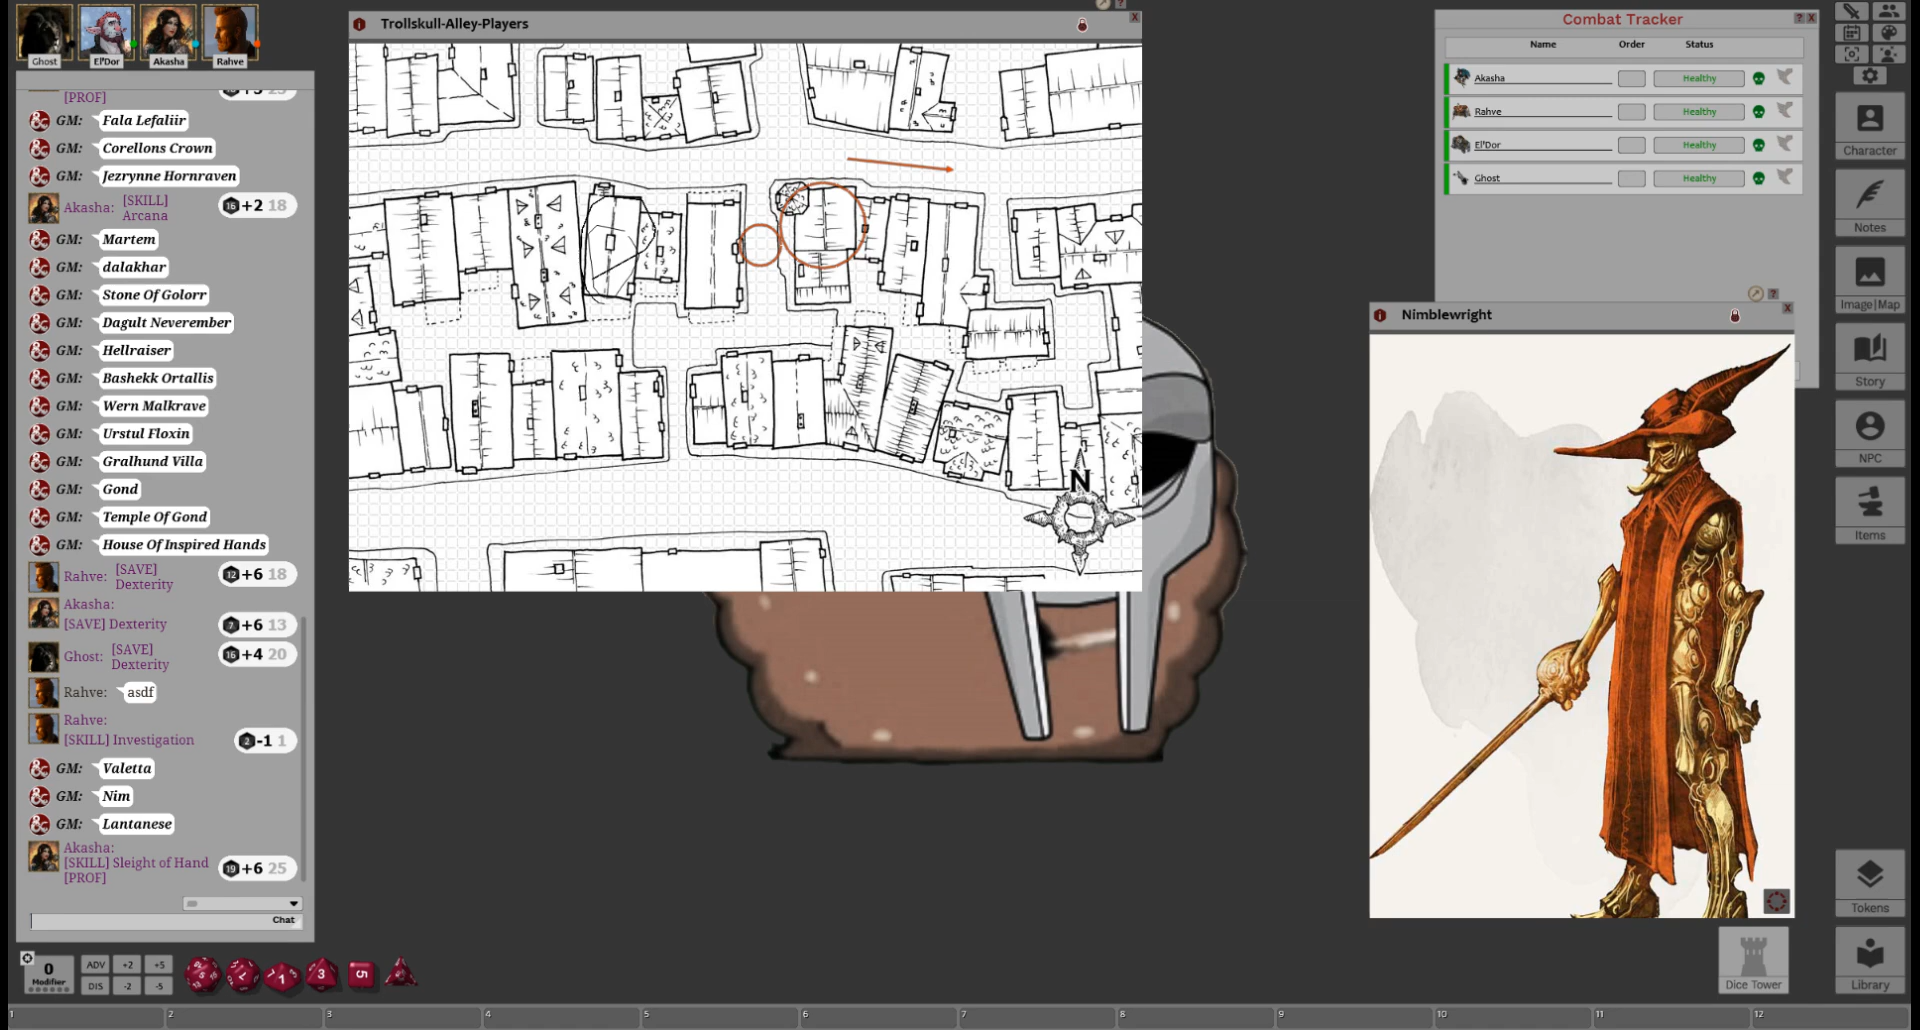 Ghost
El'Dor
Akasha
Rahve
[PROF]
GM: Fala Lefaliir
GM: Corellons Crown
GM: Jezrynne Hornraven
Akasha: [SKILL] Arcana
16 +2 18
GM: Martem
GM: dalakhar
GM: Stone Of Golorr
GM: Dagult Neverember
GM: Hellraiser
GM: Bashekk Ortallis
GM: Wern Malkrave
GM: Urstul Floxin
GM: Gralhund Villa
GM: Gond
GM: Temple Of Gond
GM: House Of Inspired Hands
Rahve: [SAVE] Dexterity
12 +6 18
Akasha:
[SAVE] Dexterity
7 +6 13
Ghost: [SAVE] Dexterity
16 +4 20
Rahve: asdf
Rahve:
[SKILL] Investigation
2 -1 1
GM: Valetta
GM: Nim
GM: Lantanese
Akasha:
[SKILL] Sleight of Hand
[PROF]
19 +6 25
Chat
0
Modifier
ADV +2 +5
DIS -2 -5
Trollskull-Alley-Players
N
Combat Tracker
Name Order Status
Akasha Healthy
Rahve Healthy
El'Dor Healthy
Ghost Healthy
Nimblewright
Character
Notes
Image|Map
Story
NPC
Items
Tokens
Library
Dice Tower
1 2 3 4 5 6 7 8 9 10 11 12